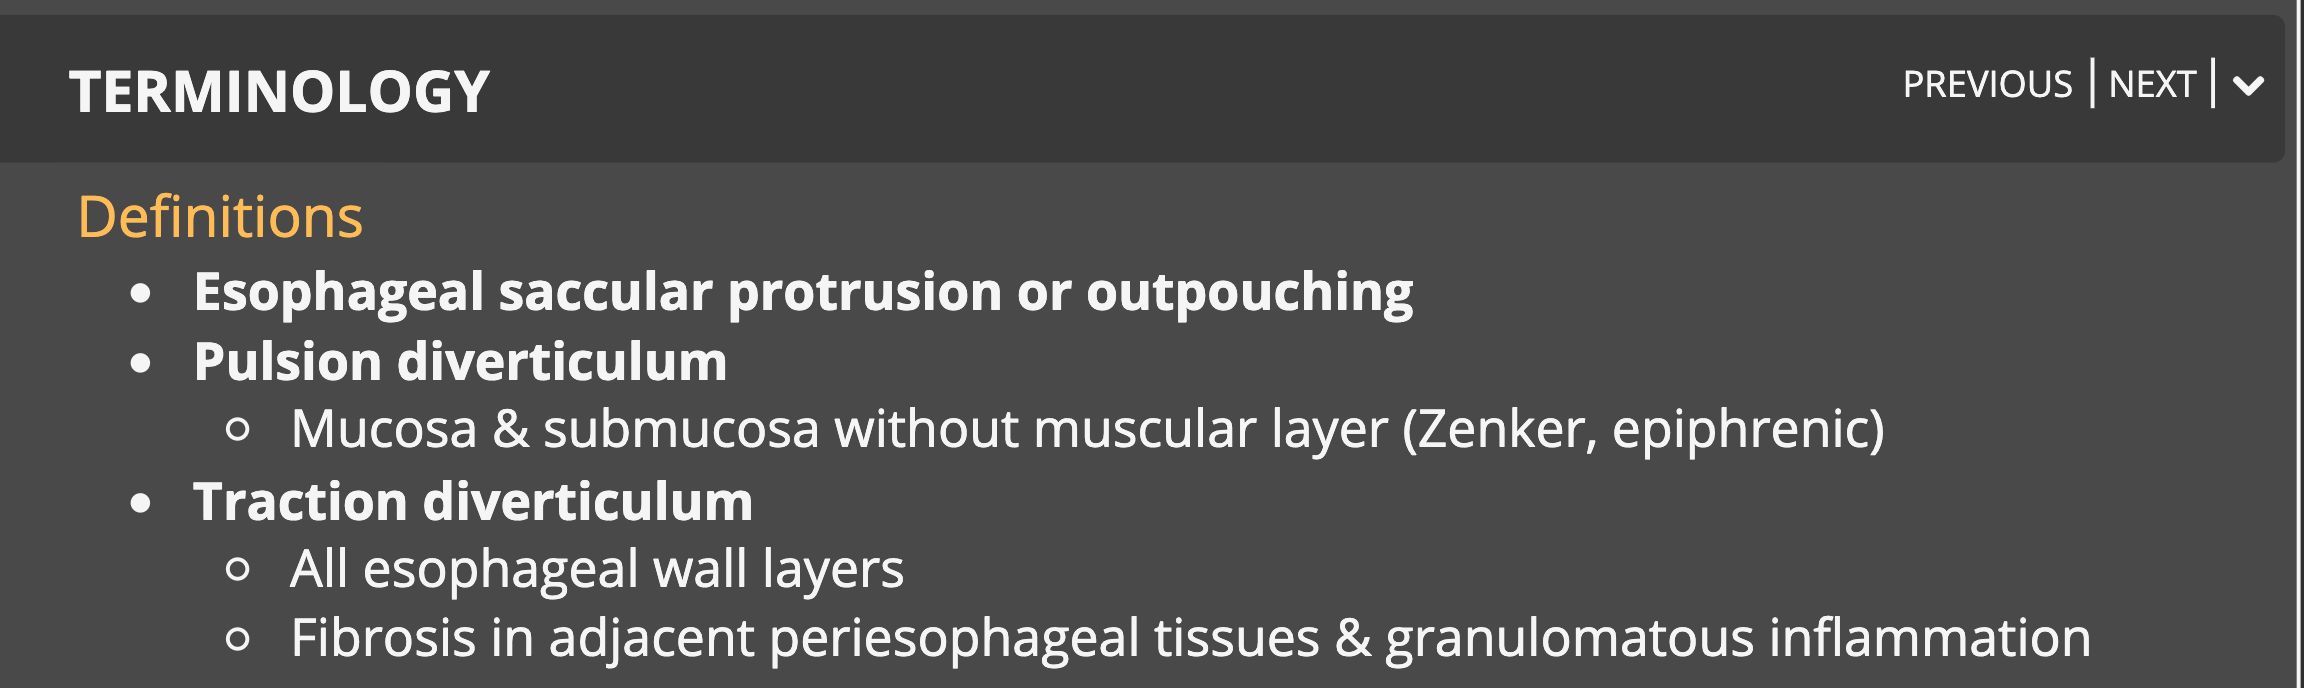 TERMINOLOGY
PREVIOUS | NEXT |
Definitions
• Esophageal saccular protrusion or outpouching
• Pulsion diverticulum
○ Mucosa & submucosa without muscular layer (Zenker, epiphrenic)
• Traction diverticulum
○ All esophageal wall layers
○ Fibrosis in adjacent periesophageal tissues & granulomatous inflammation